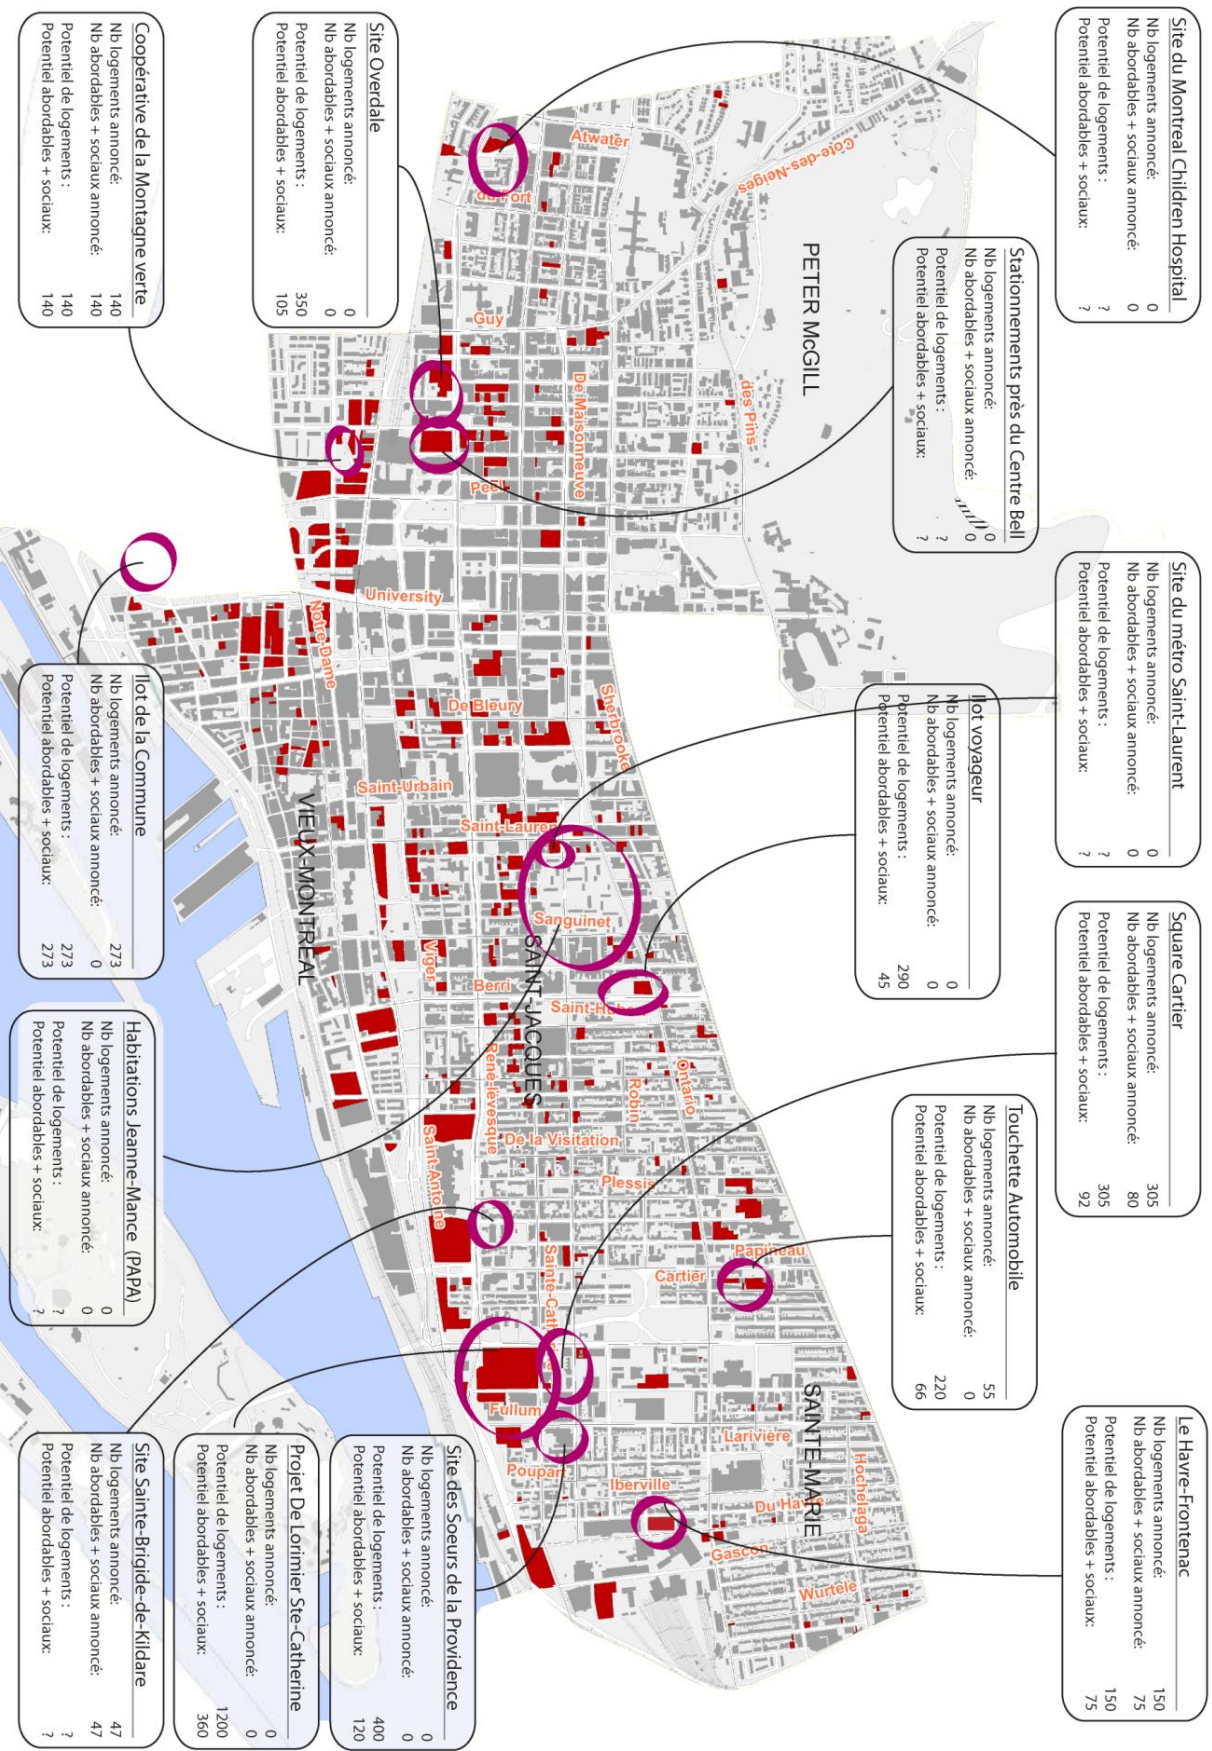 Site du Montreal Children Hospital
Nb logements annoncé: 0
Nb abordables + sociaux annoncé: 0
Potentiel de logements : ?
Potentiel abordables + sociaux: ?
Site du métro Saint-Laurent
Nb logements annoncé: 0
Nb abordables + sociaux annoncé: 0
Potentiel de logements : ?
Potentiel abordables + sociaux: ?
Square Cartier
Nb logements annoncé: 305
Nb abordables + sociaux annoncé: 80
Potentiel de logements : 305
Potentiel abordables + sociaux: 92
Le Havre-Frontenac
Nb logements annoncé: 150
Nb abordables + sociaux annoncé: 75
Potentiel de logements : 150
Potentiel abordables + sociaux: 75
Stationnements près du Centre Bell
Nb logements annoncé: 0
Nb abordables + sociaux annoncé: 0
Potentiel de logements : ?
Potentiel abordables + sociaux: ?
Ilot voyageur
Nb logements annoncé: 0
Nb abordables + sociaux annoncé: 0
Potentiel de logements : 290
Potentiel abordables + sociaux: 45
Touchette Automobile
Nb logements annoncé: 55
Nb abordables + sociaux annoncé: 0
Potentiel de logements : 220
Potentiel abordables + sociaux: 66
PETER McGILL
SAINTE-MARIE
SAINT-JACQUES
VIEUX-MONTRÉAL
Côte-des-Neiges
Atwater
du Fort
Guy
des Pins
De Maisonneuve
Peel
University
Notre-Dame
Sherbrooke
De Bleury
Saint-Urbain
Saint-Lauren
Sanguinet
Viger
Berri
Saint-Hube
Ontario
Robin
René-lévesque
De la Visitation
Saint-Antoine
Plessis
Papineau
Cartier
Sainte-Catherine
Fullum
Larivière
Hochelaga
Poupart
Iberville
Du Havre
Gascon
Wurtele
Site Overdale
Nb logements annoncé: 0
Nb abordables + sociaux annoncé: 0
Potentiel de logements : 350
Potentiel abordables + sociaux: 105
Coopérative de la Montagne verte
Nb logements annoncé: 140
Nb abordables + sociaux annoncé: 140
Potentiel de logements : 140
Potentiel abordables + sociaux: 140
Ilot de la Commune
Nb logements annoncé: 273
Nb abordables + sociaux annoncé: 0
Potentiel de logements : 273
Potentiel abordables + sociaux: 273
Habitations Jeanne-Mance (PAPA)
Nb logements annoncé: 0
Nb abordables + sociaux annoncé: 0
Potentiel de logements : ?
Potentiel abordables + sociaux: ?
Site des Soeurs de la Providence
Nb logements annoncé: 0
Nb abordables + sociaux annoncé: 0
Potentiel de logements : 400
Potentiel abordables + sociaux: 120
Projet De Lorimier Ste-Catherine
Nb logements annoncé: 0
Nb abordables + sociaux annoncé: 0
Potentiel de logements : 1200
Potentiel abordables + sociaux: 360
Site Sainte-Brigide-de-Kildare
Nb logements annoncé: 47
Nb abordables + sociaux annoncé: 47
Potentiel de logements : ?
Potentiel abordables + sociaux: ?